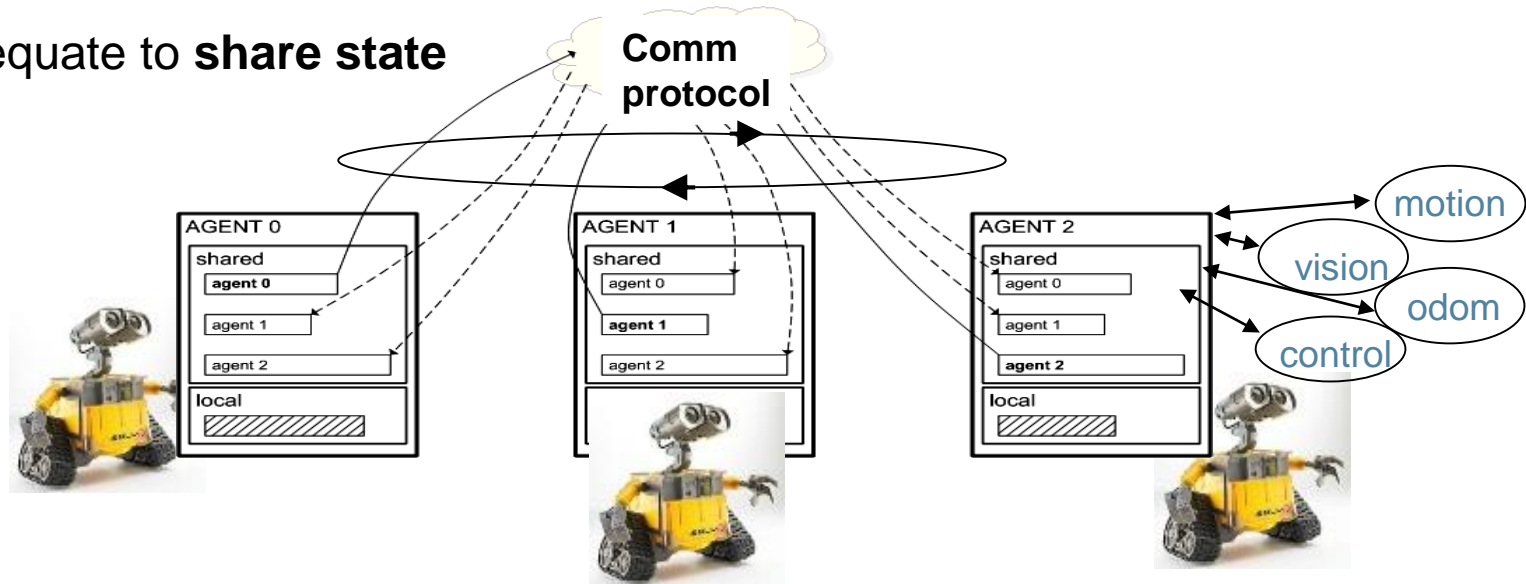 equate to share state
Comm
protocol
AGENT 0
shared
agent 0
agent 1
agent 2
local
AGENT 1
shared
agent 0
agent 1
agent 2
AGENT 2
shared
agent 0
agent 1
agent 2
local
motion
vision
odom
control